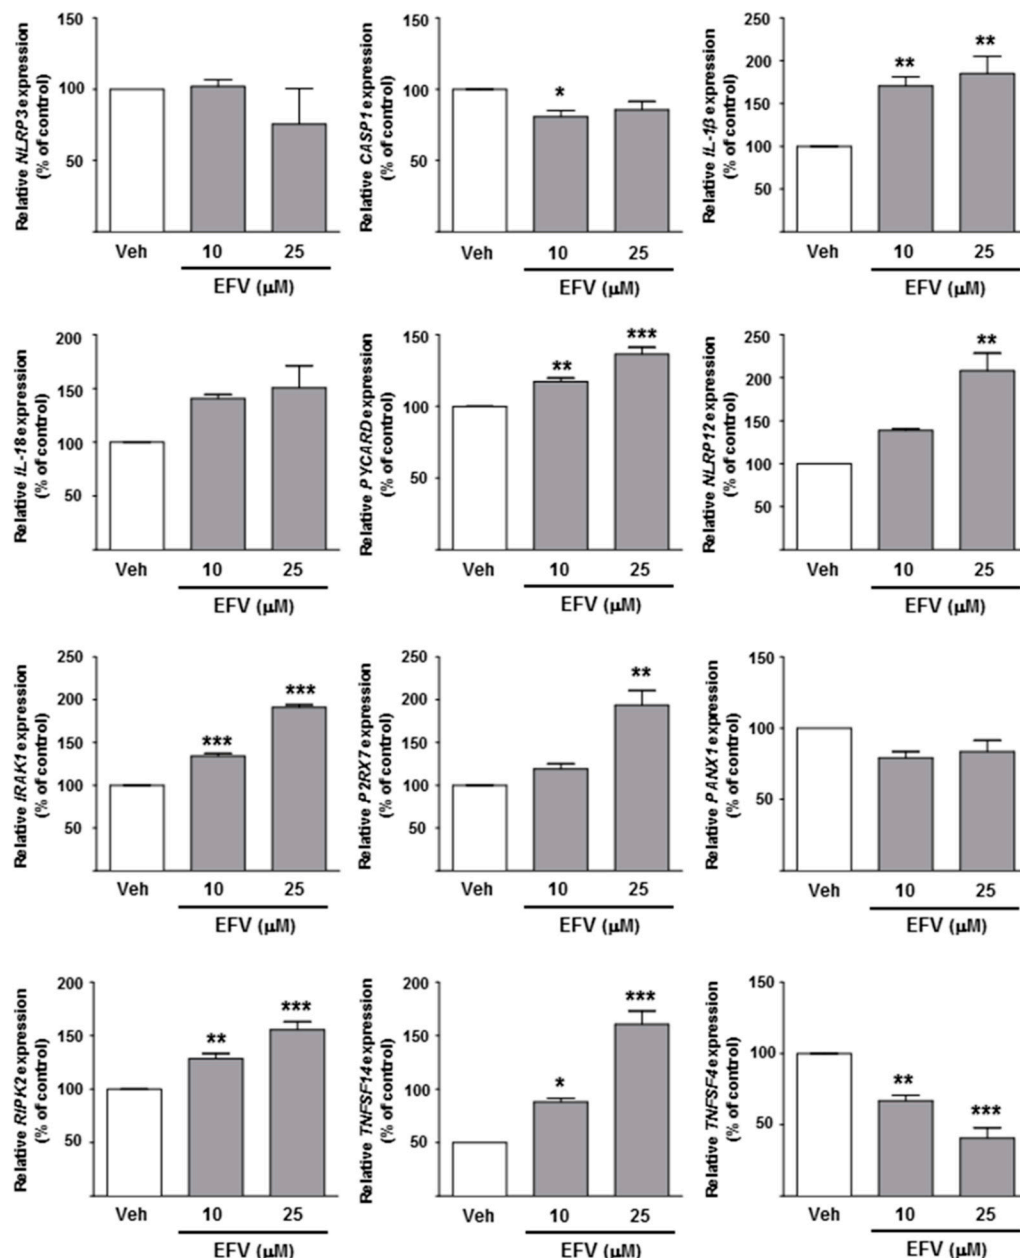 Relative NLRP3 expression
(% of control)
150
100
50
Veh
10
25
EFV (µM)
Relative CASP1 expression
(% of control)
150
100
50
*
Veh
10
25
EFV (µM)
Relative IL-1β expression
(% of control)
250
200
150
100
50
**
**
Veh
10
25
EFV (µM)
Relative IL-18 expression
(% of control)
200
150
100
50
Veh
10
25
EFV (µM)
Relative PYCARD expression
(% of control)
150
100
50
**
***
Veh
10
25
EFV (µM)
Relative NLRP12 expression
(% of control)
250
200
150
100
50
**
Veh
10
25
EFV (µM)
Relative IRAK1 expression
(% of control)
250
200
150
100
50
***
***
Veh
10
25
EFV (µM)
Relative P2RX7 expression
(% of control)
250
200
150
100
50
**
Veh
10
25
EFV (µM)
Relative PANX1 expression
(% of control)
150
100
50
Veh
10
25
EFV (µM)
Relative RIPK2 expression
(% of control)
200
150
100
50
**
***
Veh
10
25
EFV (µM)
Relative TNFSF14 expression
(% of control)
200
150
100
50
*
***
Veh
10
25
EFV (µM)
Relative TNFSF4 expression
(% of control)
150
100
50
**
***
Veh
10
25
EFV (µM)